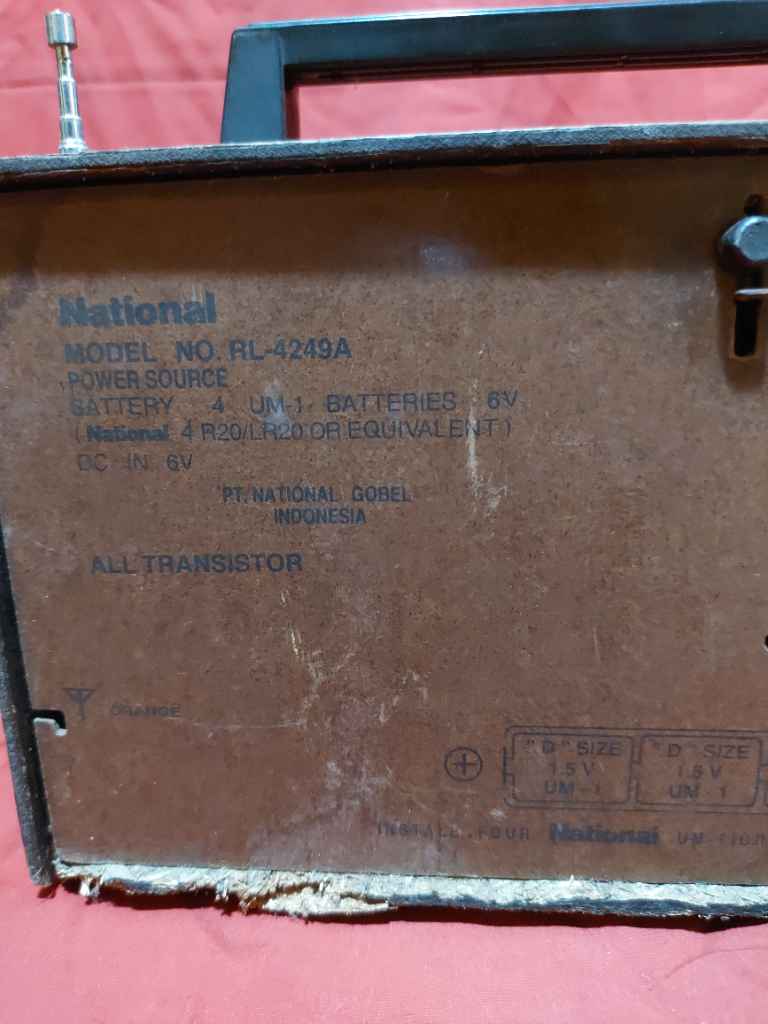 National
MODEL NO. RL-4249A
POWER SOURCE
BATTERY 4 UM-1 BATTERIES 6V
(National 4 R20/LR20 OR EQUIVALENT)
DC IN 6V
PT. NATIONAL GOBEL
INDONESIA
ALL TRANSISTOR
ORANGE
"D" SIZE "D" SIZE
1.5 V 1.5 V
UM-1 UM-1
INSTALL FOUR National